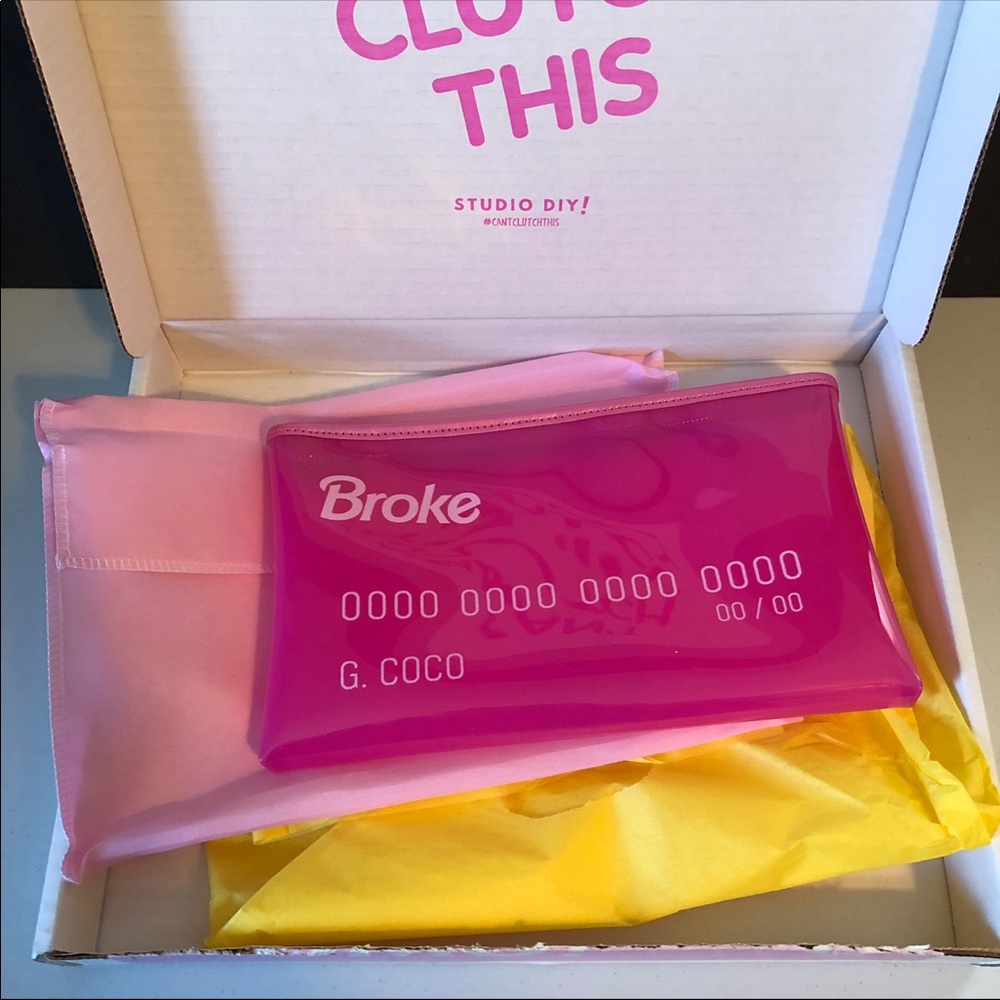 THIS
STUDIO DIY!
#CANTCLUTCHTHIS
Broke
0000 0000 0000 0000
00 / 00
G. COCO